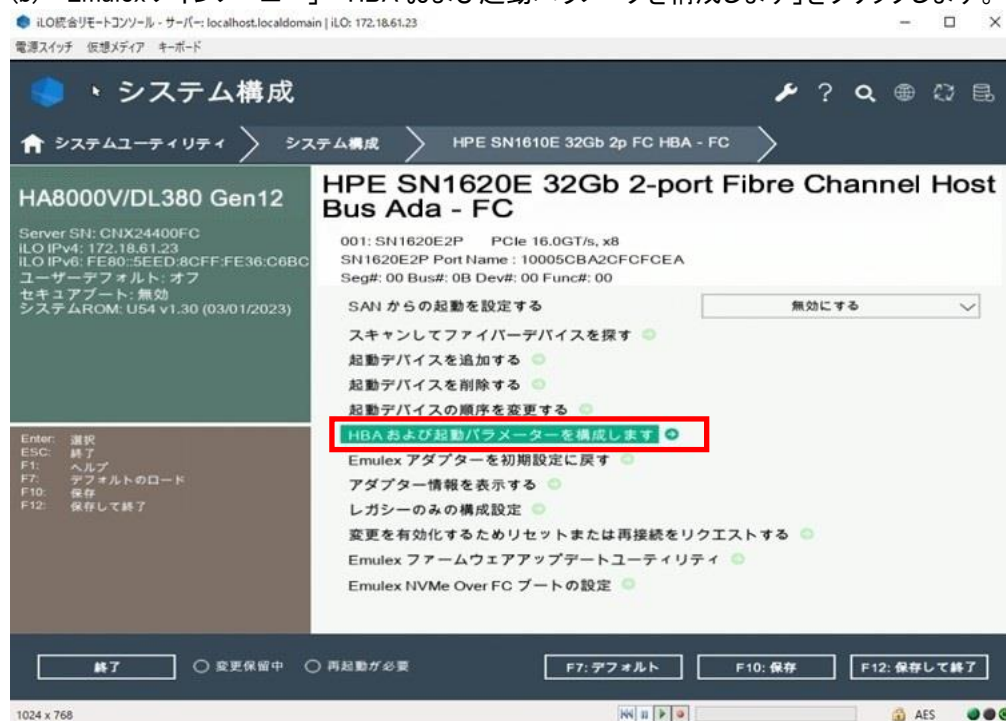 iLO統合リモートコンソール - サーバー: localhost.localdomain | iLO: 172.18.61.23
電源スイッチ 仮想メディア キーボード
システム構成
システムユーティリティ
システム構成
HPE SN1610E 32Gb 2p FC HBA - FC
HA8000V/DL380 Gen12
Server SN: CNX24400FC
iLO IPv4: 172.18.61.23
iLO IPv6: FE80::5EED:8CFF:FE36:C6BC
ユーザーデフォルト: オフ
セキュアブート: 無効
システムROM: U54 v1.30 (03/01/2023)
Enter: 選択
ESC: 終了
F1: ヘルプ
F7: デフォルトのロード
F10: 保存
F12: 保存して終了
HPE SN1620E 32Gb 2-port Fibre Channel Host
Bus Ada - FC
001: SN1620E2P PCIe 16.0GT/s, x8
SN1620E2P Port Name : 10005CBA2CFCFCEA
Seg#: 00 Bus#: 0B Dev#: 00 Func#: 00
SAN からの起動を設定する 無効にする
スキャンしてファイバーデバイスを探す
起動デバイスを追加する
起動デバイスを削除する
起動デバイスの順序を変更する
HBA および起動パラメーターを構成します
Emulex アダプターを初期設定に戻す
アダプター情報を表示する
レガシーのみの構成設定
変更を有効化するためリセットまたは再接続をリクエストする
Emulex ファームウェアアップデートユーティリティ
Emulex NVMe Over FC ブートの設定
終了 変更保留中 再起動が必要 F7: デフォルト F10: 保存 F12: 保存して終了
1024 x 768 AES